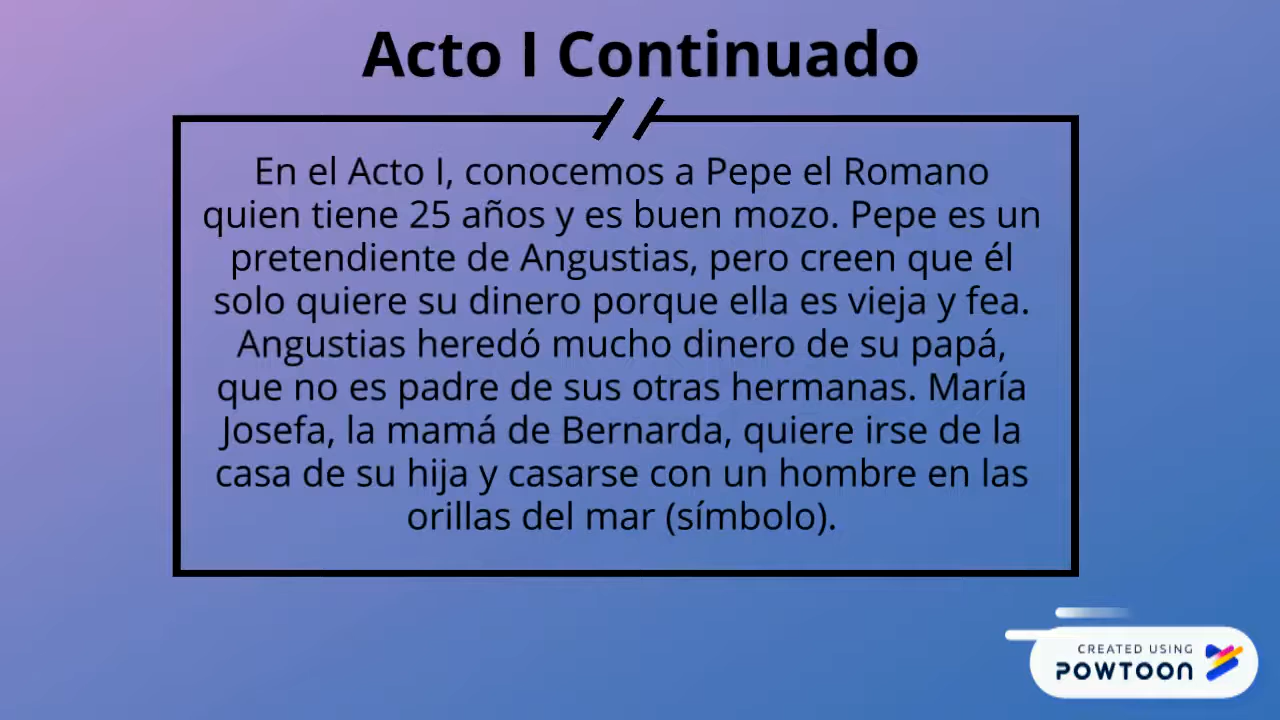 Acto I Continuado
En el Acto I, conocemos a Pepe el Romano
quien tiene 25 años y es buen mozo. Pepe es un
pretendiente de Angustias, pero creen que él
solo quiere su dinero porque ella es vieja y fea.
Angustias heredó mucho dinero de su papá,
que no es padre de sus otras hermanas. María
Josefa, la mamá de Bernarda, quiere irse de la
casa de su hija y casarse con un hombre en las
orillas del mar (símbolo).
CREATED USING
POWTOON